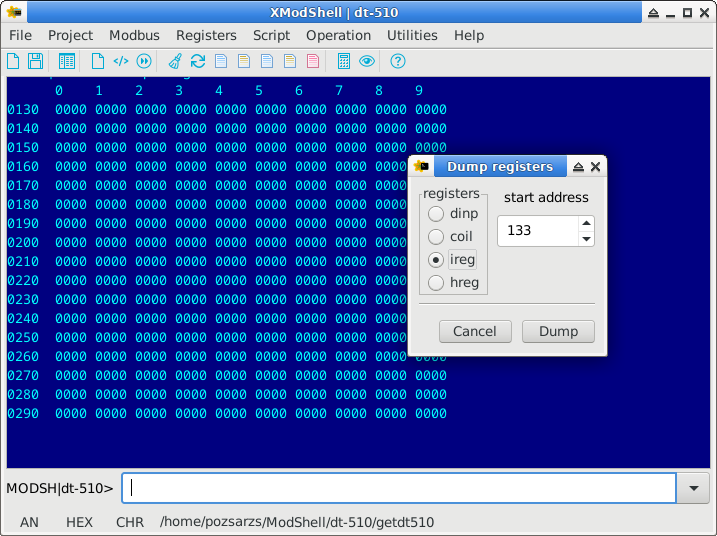 XModShell | dt-510
File Project Modbus Registers Script Operation Utilities Help
0 1 2 3 4 5 6 7 8 9
0130 0000 0000 0000 0000 0000 0000 0000 0000 0000 0000
0140 0000 0000 0000 0000 0000 0000 0000 0000 0000 0000
0150 0000 0000 0000 0000 0000 0000 0000 0000 0000
0160 0000 0000 0000 0000 0000 0000 0000 0000 0000
0170 0000 0000 0000 0000 0000 0000 0000 0000 0000
0180 0000 0000 0000 0000 0000 0000 0000 0000 0000
0190 0000 0000 0000 0000 0000 0000 0000 0000 0000
0200 0000 0000 0000 0000 0000 0000 0000 0000 0000
0210 0000 0000 0000 0000 0000 0000 0000 0000 0000
0220 0000 0000 0000 0000 0000 0000 0000 0000 0000
0230 0000 0000 0000 0000 0000 0000 0000 0000 0000
0240 0000 0000 0000 0000 0000 0000 0000 0000 0000
0250 0000 0000 0000 0000 0000 0000 0000 0000 0000
0260 0000 0000 0000 0000 0000 0000 0000 0000 0000 0000
0270 0000 0000 0000 0000 0000 0000 0000 0000 0000 0000
0280 0000 0000 0000 0000 0000 0000 0000 0000 0000 0000
0290 0000 0000 0000 0000 0000 0000 0000 0000 0000 0000
Dump registers
registers
dinp
coil
ireg
hreg
start address
133
Cancel Dump
MODSH|dt-510>
AN HEX CHR /home/pozsarzs/ModShell/dt-510/getdt510